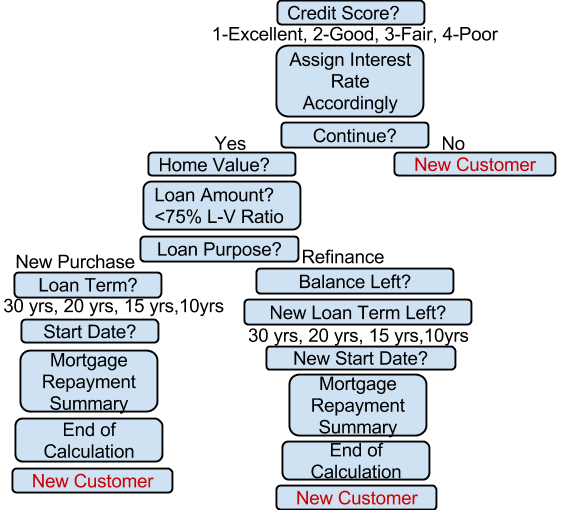 Credit Score?
1-Excellent, 2-Good, 3-Fair, 4-Poor
Assign Interest
Rate
Accordingly
Continue?
Yes
No
Home Value?
New Customer
Loan Amount?
<75% L-V Ratio
Loan Purpose?
New Purchase
Refinance
Loan Term?
30 yrs, 20 yrs, 15 yrs,10yrs
Start Date?
Mortgage
Repayment
Summary
End of
Calculation
New Customer
Balance Left?
New Loan Term Left?
30 yrs, 20 yrs, 15 yrs,10yrs
New Start Date?
Mortgage
Repayment
Summary
End of
Calculation
New Customer